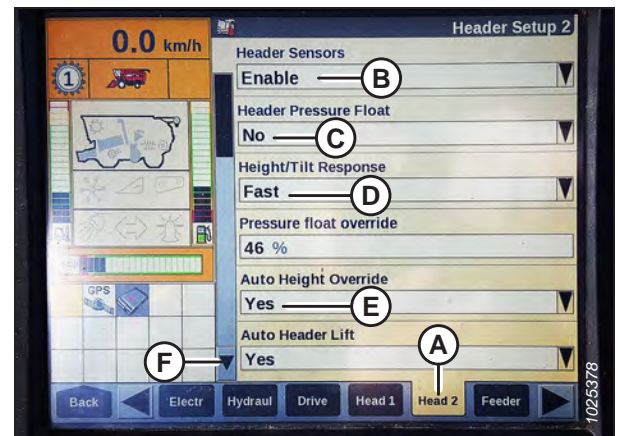 0.0 km/h
Header Setup 2
1
Header Sensors
Enable
B
Header Pressure Float
No
C
Height/Tilt Response
Fast
D
Pressure float override
46 %
Auto Height Override
Yes
E
GPS
Auto Header Lift
Yes
A
F
Back
Electr
Hydraul
Drive
Head 1
Head 2
Feeder
1025378